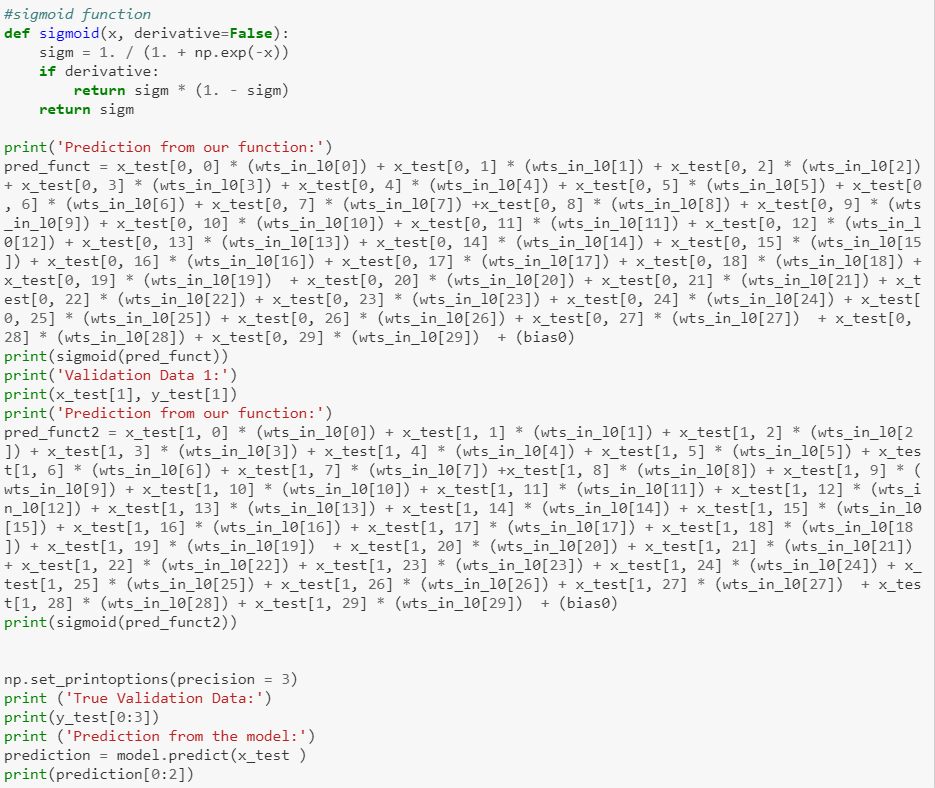 #sigmoid function
def sigmoid(x, derivative=False):
    sigm = 1. / (1. + np.exp(-x))
    if derivative:
        return sigm * (1. - sigm)
    return sigm

print('Prediction from our function:')
pred_funct = x_test[0, 0] * (wts_in_l0[0]) + x_test[0, 1] * (wts_in_l0[1]) + x_test[0, 2] * (wts_in_l0[2])
+ x_test[0, 3] * (wts_in_l0[3]) + x_test[0, 4] * (wts_in_l0[4]) + x_test[0, 5] * (wts_in_l0[5]) + x_test[0
, 6] * (wts_in_l0[6]) + x_test[0, 7] * (wts_in_l0[7]) +x_test[0, 8] * (wts_in_l0[8]) + x_test[0, 9] * (wts
_in_l0[9]) + x_test[0, 10] * (wts_in_l0[10]) + x_test[0, 11] * (wts_in_l0[11]) + x_test[0, 12] * (wts_in_l
0[12]) + x_test[0, 13] * (wts_in_l0[13]) + x_test[0, 14] * (wts_in_l0[14]) + x_test[0, 15] * (wts_in_l0[15
]) + x_test[0, 16] * (wts_in_l0[16]) + x_test[0, 17] * (wts_in_l0[17]) + x_test[0, 18] * (wts_in_l0[18]) +
x_test[0, 19] * (wts_in_l0[19])  + x_test[0, 20] * (wts_in_l0[20]) + x_test[0, 21] * (wts_in_l0[21]) + x_t
est[0, 22] * (wts_in_l0[22]) + x_test[0, 23] * (wts_in_l0[23]) + x_test[0, 24] * (wts_in_l0[24]) + x_test[
0, 25] * (wts_in_l0[25]) + x_test[0, 26] * (wts_in_l0[26]) + x_test[0, 27] * (wts_in_l0[27])  + x_test[0, 
28] * (wts_in_l0[28]) + x_test[0, 29] * (wts_in_l0[29])  + (bias0)
print(sigmoid(pred_funct))
print('Validation Data 1:')
print(x_test[1], y_test[1])
print('Prediction from our function:')
pred_funct2 = x_test[1, 0] * (wts_in_l0[0]) + x_test[1, 1] * (wts_in_l0[1]) + x_test[1, 2] * (wts_in_l0[2
]) + x_test[1, 3] * (wts_in_l0[3]) + x_test[1, 4] * (wts_in_l0[4]) + x_test[1, 5] * (wts_in_l0[5]) + x_tes
t[1, 6] * (wts_in_l0[6]) + x_test[1, 7] * (wts_in_l0[7]) +x_test[1, 8] * (wts_in_l0[8]) + x_test[1, 9] * (
wts_in_l0[9]) + x_test[1, 10] * (wts_in_l0[10]) + x_test[1, 11] * (wts_in_l0[11]) + x_test[1, 12] * (wts_i
n_l0[12]) + x_test[1, 13] * (wts_in_l0[13]) + x_test[1, 14] * (wts_in_l0[14]) + x_test[1, 15] * (wts_in_l0
[15]) + x_test[1, 16] * (wts_in_l0[16]) + x_test[1, 17] * (wts_in_l0[17]) + x_test[1, 18] * (wts_in_l0[18
]) + x_test[1, 19] * (wts_in_l0[19])  + x_test[1, 20] * (wts_in_l0[20]) + x_test[1, 21] * (wts_in_l0[21])
+ x_test[1, 22] * (wts_in_l0[22]) + x_test[1, 23] * (wts_in_l0[23]) + x_test[1, 24] * (wts_in_l0[24]) + x_
test[1, 25] * (wts_in_l0[25]) + x_test[1, 26] * (wts_in_l0[26]) + x_test[1, 27] * (wts_in_l0[27])  + x_tes
t[1, 28] * (wts_in_l0[28]) + x_test[1, 29] * (wts_in_l0[29])  + (bias0)
print(sigmoid(pred_funct2))

np.set_printoptions(precision = 3)
print ('True Validation Data:')
print(y_test[0:3])
print ('Prediction from the model:')
prediction = model.predict(x_test )
print(prediction[0:2])